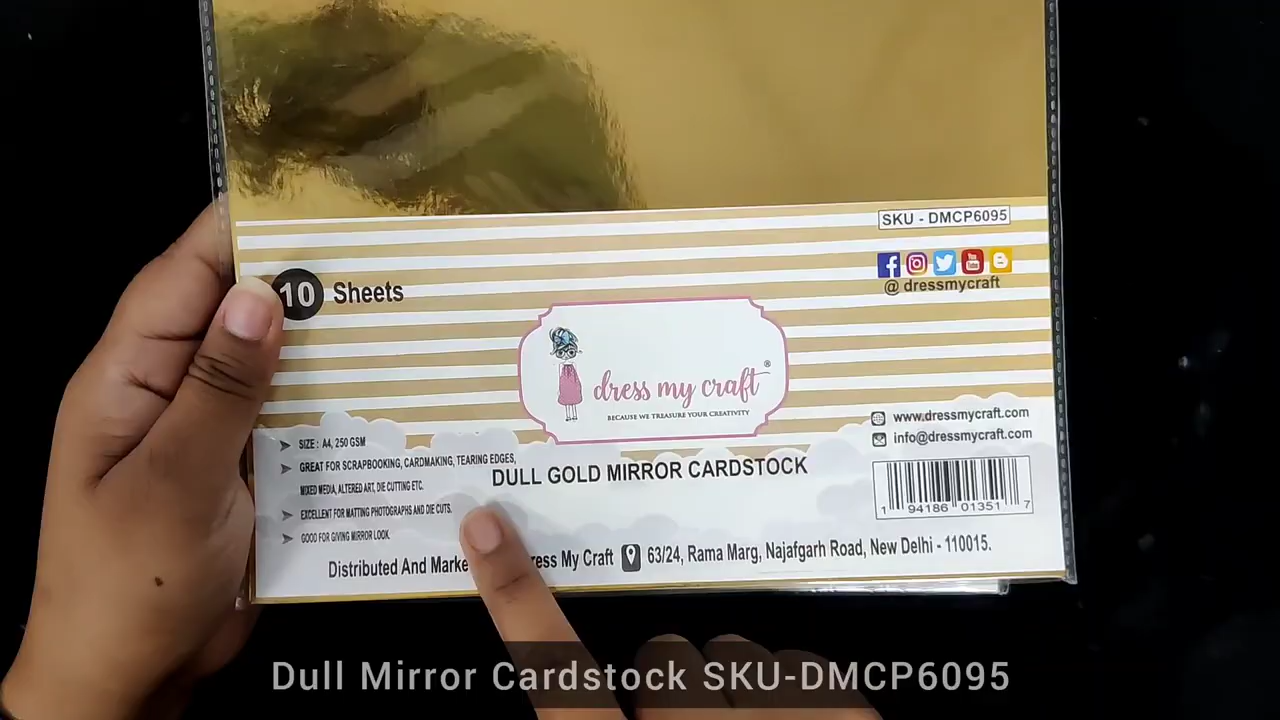 SKU - DMCP6095
@ dressmycraft
10 Sheets
dress my craft®
BECAUSE WE TREASURE YOUR CREATIVITY
SIZE : A4, 250 GSM
GREAT FOR SCRAPBOOKING, CARDMAKING, TEARING EDGES,
MIXED MEDIA, ALTERED ART, DIE CUTTING ETC.
EXCELLENT FOR MATTING PHOTOGRAPHS AND DIE CUTS.
GOOD FOR GIVING MIRROR LOOK.
DULL GOLD MIRROR CARDSTOCK
www.dressmycraft.com
info@dressmycraft.com
1 94186 01351 7
Distributed And Marke ress My Craft 63/24, Rama Marg, Najafgarh Road, New Delhi - 110015.
Dull Mirror Cardstock SKU-DMCP6095